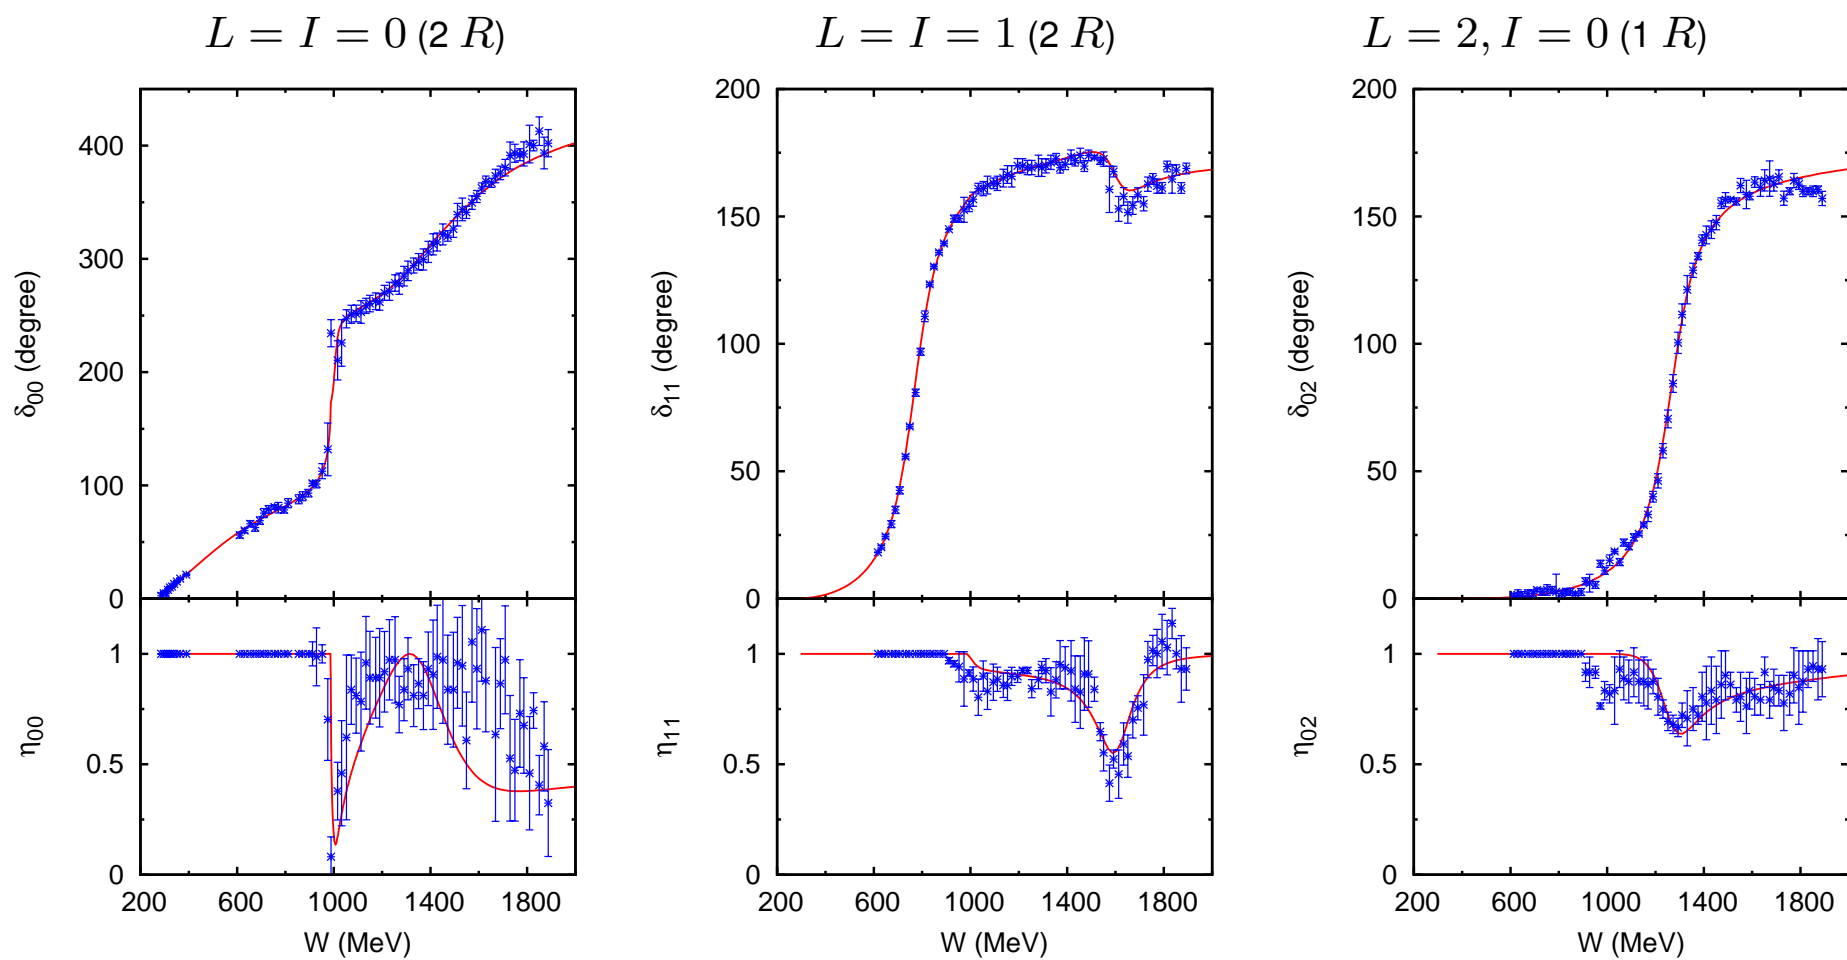 L = I = 0 (2 R)
L = I = 1 (2 R)
L = 2, I = 0 (1 R)
400
300
200
100
0
δ00 (degree)
200
150
100
50
0
δ11 (degree)
200
150
100
50
0
δ02 (degree)
1
0.5
0
η00
1
0.5
0
η11
1
0.5
0
η02
200 600 1000 1400 1800
200 600 1000 1400 1800
200 600 1000 1400 1800
W (MeV)
W (MeV)
W (MeV)